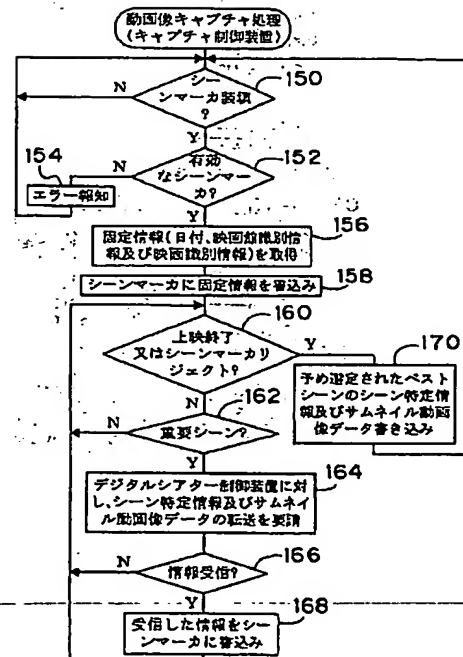 動画像キャプチャ処理
(キャプチャ制御装置)
シー
ンマーカ装填
?
150
N
Y
有効
なシーンマー
カ?
152
N
154
エラー報知
Y
固定情報(日付、映画館識別情
報及び映画識別情報)を取得
156
シーンマーカに固定情報を書込み
158
上映終了
又はシーンマーカリ
ジェクト?
160
Y
170
予め選定されたベスト
シーンのシーン特定情
報及びサムネイル動画
像データ書き込み
N
重要シーン?
162
N
Y
デジタルシアター制御装置に対
し、シーン特定情報及びサムネ
イル動画像データの転送を要請
164
情報受信?
166
N
Y
受信した情報をシー
ンマーカに書込み
168